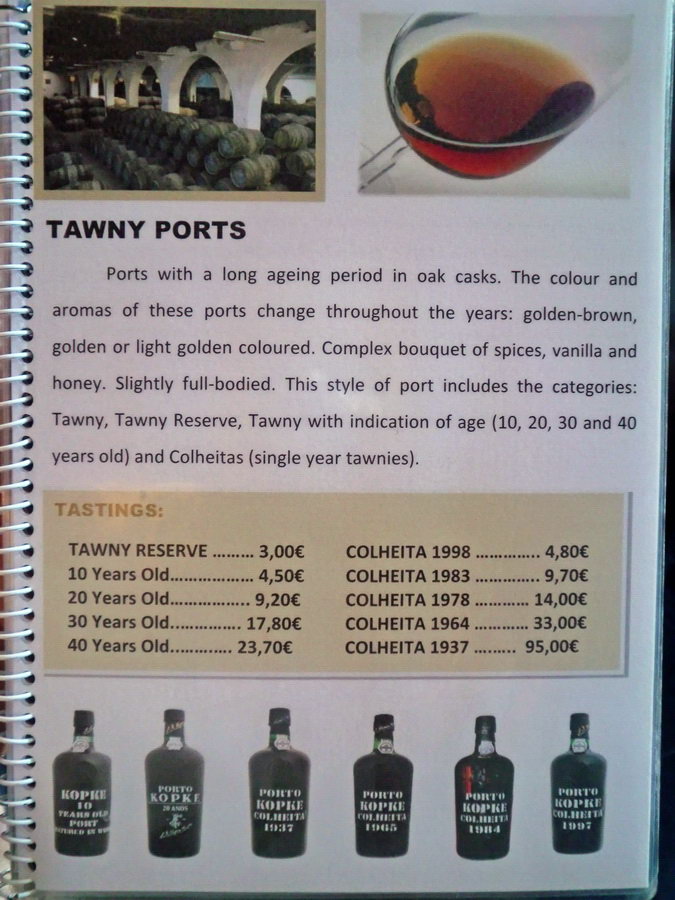 TAWNY PORTS
Ports with a long ageing period in oak casks. The colour and
aromas of these ports change throughout the years: golden-brown,
golden or light golden coloured. Complex bouquet of spices, vanilla and
honey. Slightly full-bodied. This style of port includes the categories:
Tawny, Tawny Reserve, Tawny with indication of age (10, 20, 30 and 40
years old) and Colheitas (single year tawnies).
TASTINGS:
TAWNY RESERVE ......... 3,00€
10 Years Old................... 4,50€
20 Years Old.................. 9,20€
30 Years Old................ 17,80€
40 Years Old.............. 23,70€
COLHEITA 1998 .............. 4,80€
COLHEITA 1983 .............. 9,70€
COLHEITA 1978 ............ 14,00€
COLHEITA 1964 ............ 33,00€
COLHEITA 1937 ......... 95,00€
KOPKE
10
YEARS OLD
PORT
PORTO
KOPKE
20 ANOS
PORTO
KOPKE
COLHEITA
1937
PORTO
KOPKE
COLHEITA
1965
PORTO
KOPKE
COLHEITA
1984
PORTO
KOPKE
COLHEITA
1997